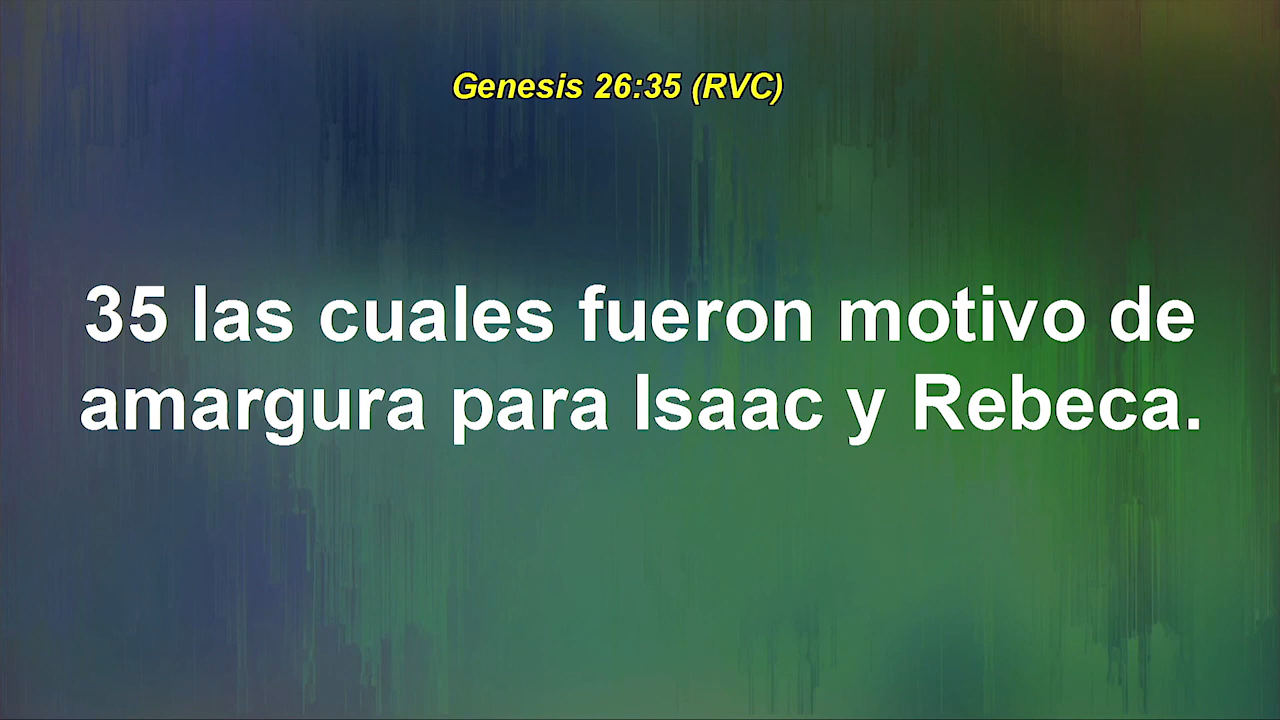 Genesis 26:35 (RVC)
35 las cuales fueron motivo de
amargura para Isaac y Rebeca.